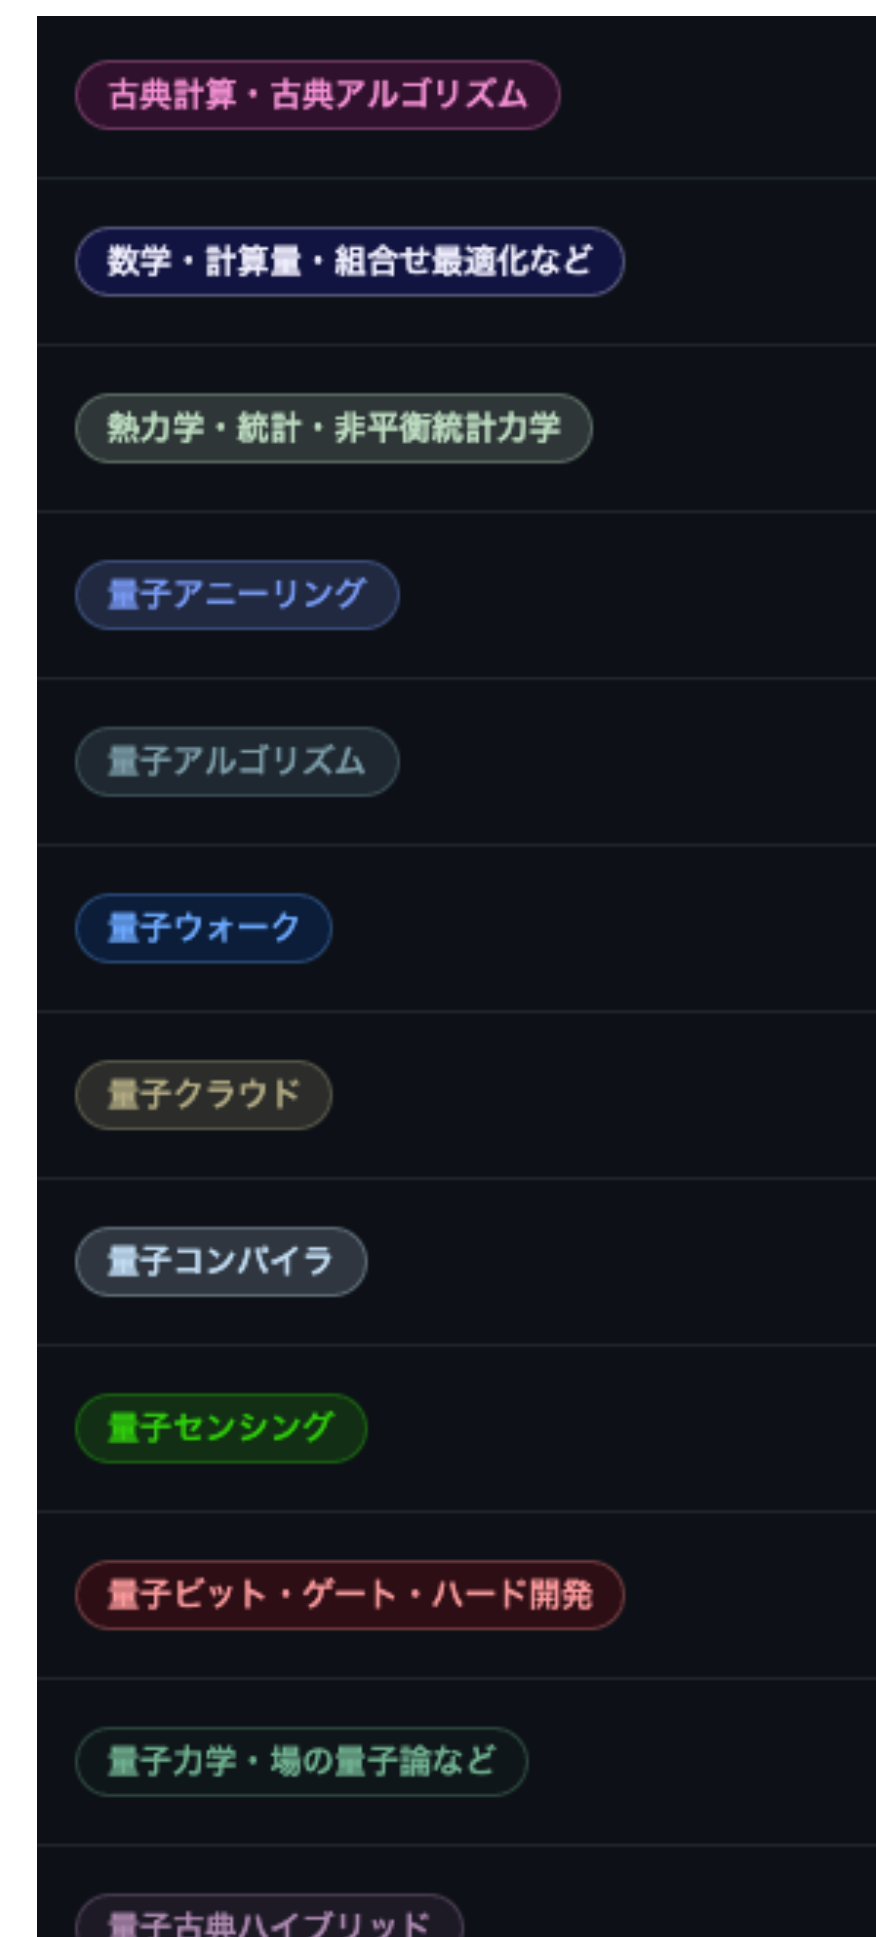 古典計算・古典アルゴリズム
数学・計算量・組合せ最適化など
熱力学・統計・非平衡統計力学
量子アニーリング
量子アルゴリズム
量子ウォーク
量子クラウド
量子コンパイラ
量子センシング
量子ビット・ゲート・ハード開発
量子力学・場の量子論など
量子古典ハイブリッド